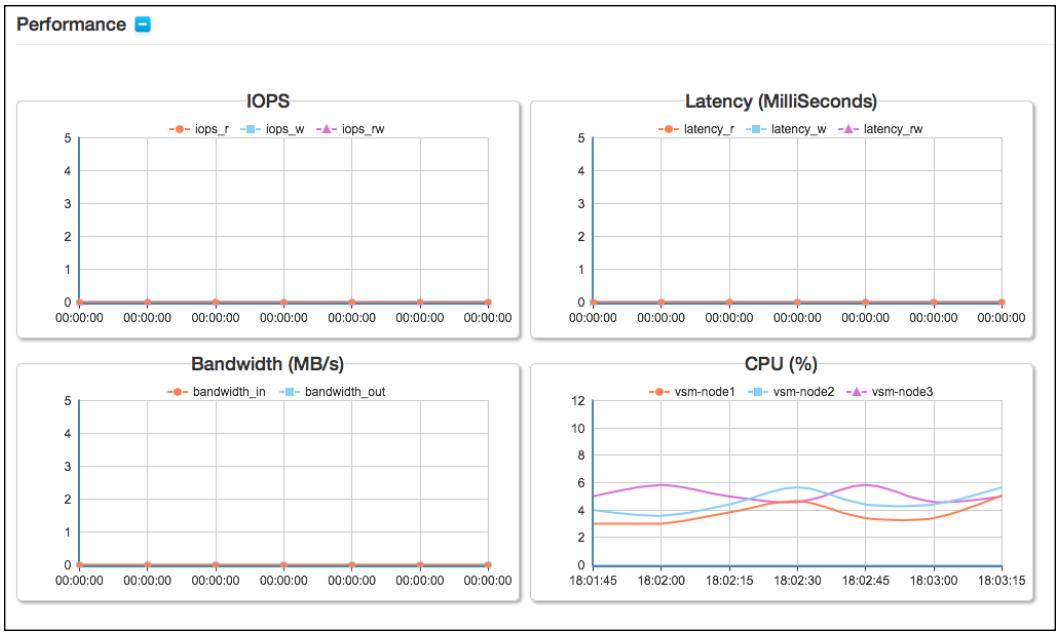 Performance
IOPS
iops_r iops_w iops_rw
5
4
3
2
1
0
00:00:00 00:00:00 00:00:00 00:00:00 00:00:00 00:00:00 00:00:00
Latency (MilliSeconds)
latency_r latency_w latency_rw
5
4
3
2
1
0
00:00:00 00:00:00 00:00:00 00:00:00 00:00:00 00:00:00 00:00:00
Bandwidth (MB/s)
bandwidth_in bandwidth_out
5
4
3
2
1
0
00:00:00 00:00:00 00:00:00 00:00:00 00:00:00 00:00:00 00:00:00
CPU (%)
vsm-node1 vsm-node2 vsm-node3
12
10
8
6
4
2
0
18:01:45 18:02:00 18:02:15 18:02:30 18:02:45 18:03:00 18:03:15